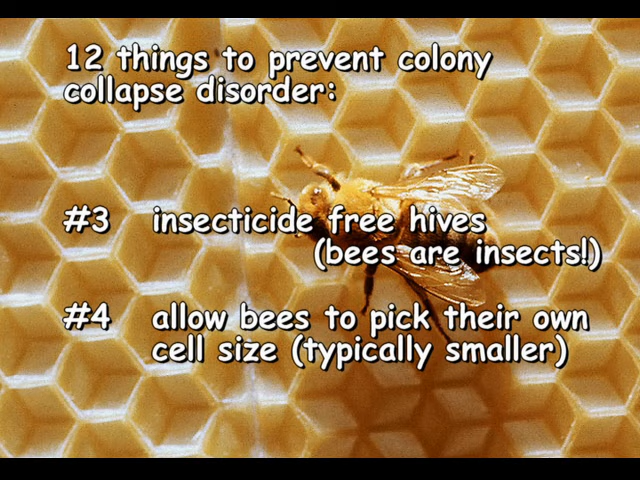 12 things to prevent colony
collapse disorder:
#3 insecticide free hives
(bees are insects!)
#4 allow bees to pick their own
cell size (typically smaller)